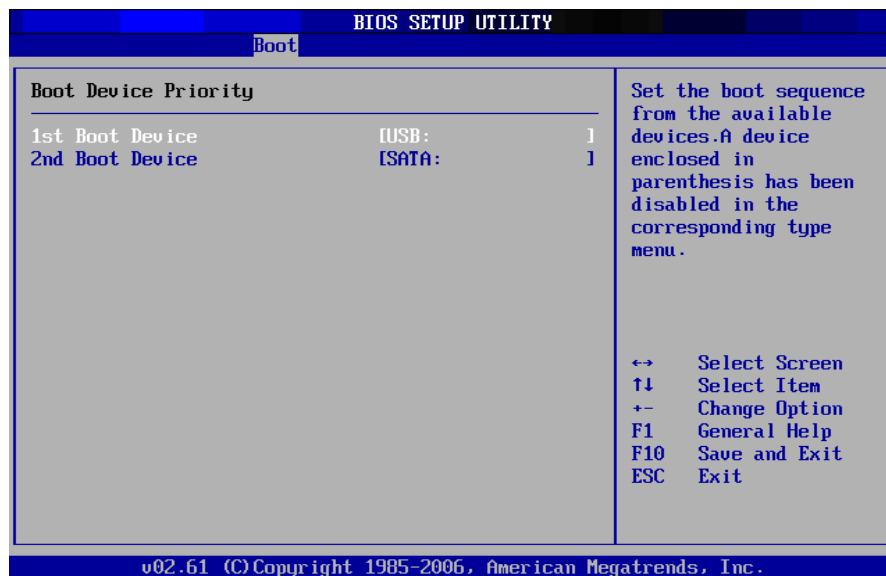 BIOS SETUP UTILITY
Boot
Boot Device Priority
1st Boot Device [USB: ]
2nd Boot Device [SATA: ]
Set the boot sequence
from the available
devices.A device
enclosed in
parenthesis has been
disabled in the
corresponding type
menu.
←→ Select Screen
↑↓ Select Item
+- Change Option
F1 General Help
F10 Save and Exit
ESC Exit
v02.61 (C)Copyright 1985-2006, American Megatrends, Inc.